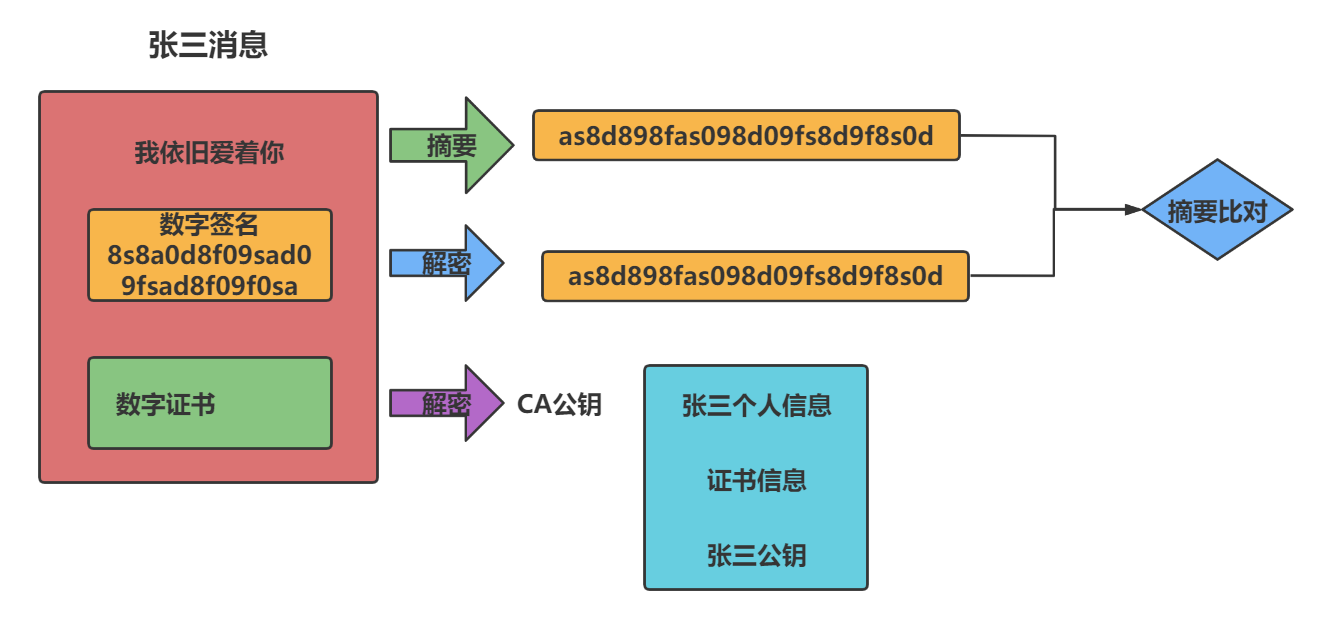 张三消息
我依旧爱着你
摘要
as8d898fas098d09fs8d9f8s0d
摘要比对
数字签名
8s8a0d8f09sad0
9fsad8f09f0sa
解密
as8d898fas098d09fs8d9f8s0d
数字证书
解密
CA公钥
张三个人信息
证书信息
张三公钥